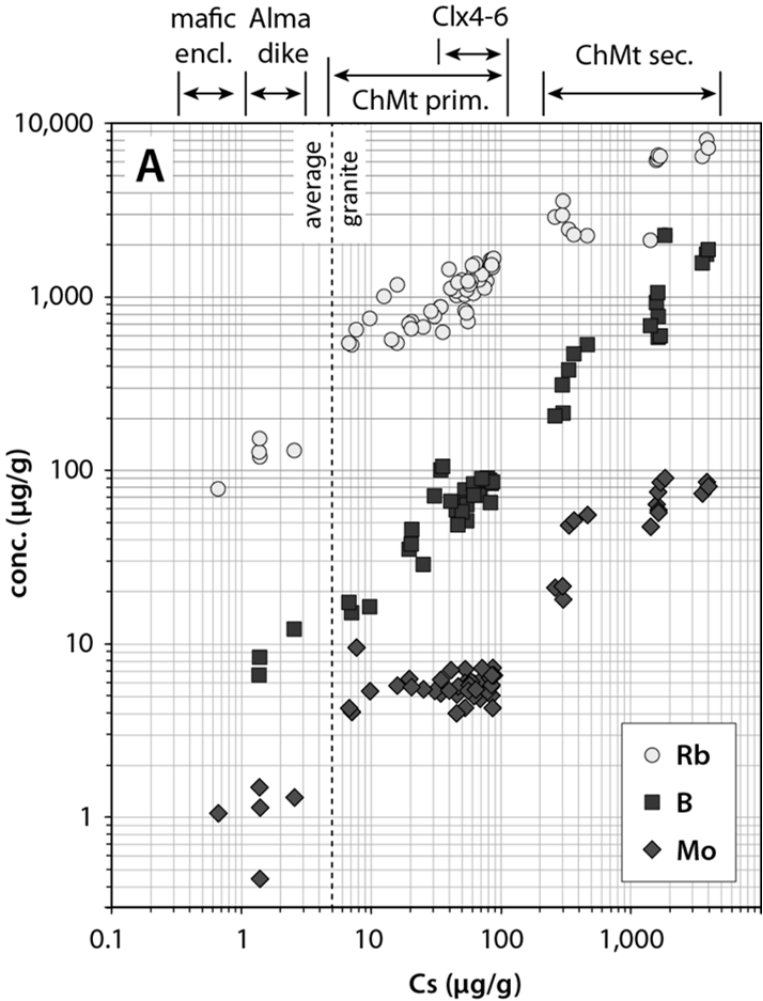 mafic
encl.
Alma
dike
Clx4-6
ChMt prim.
ChMt sec.
A
average
granite
10,000
1,000
100
10
1
conc. (µg/g)
Rb
B
Mo
0.1
1
10
100
1,000
Cs (µg/g)